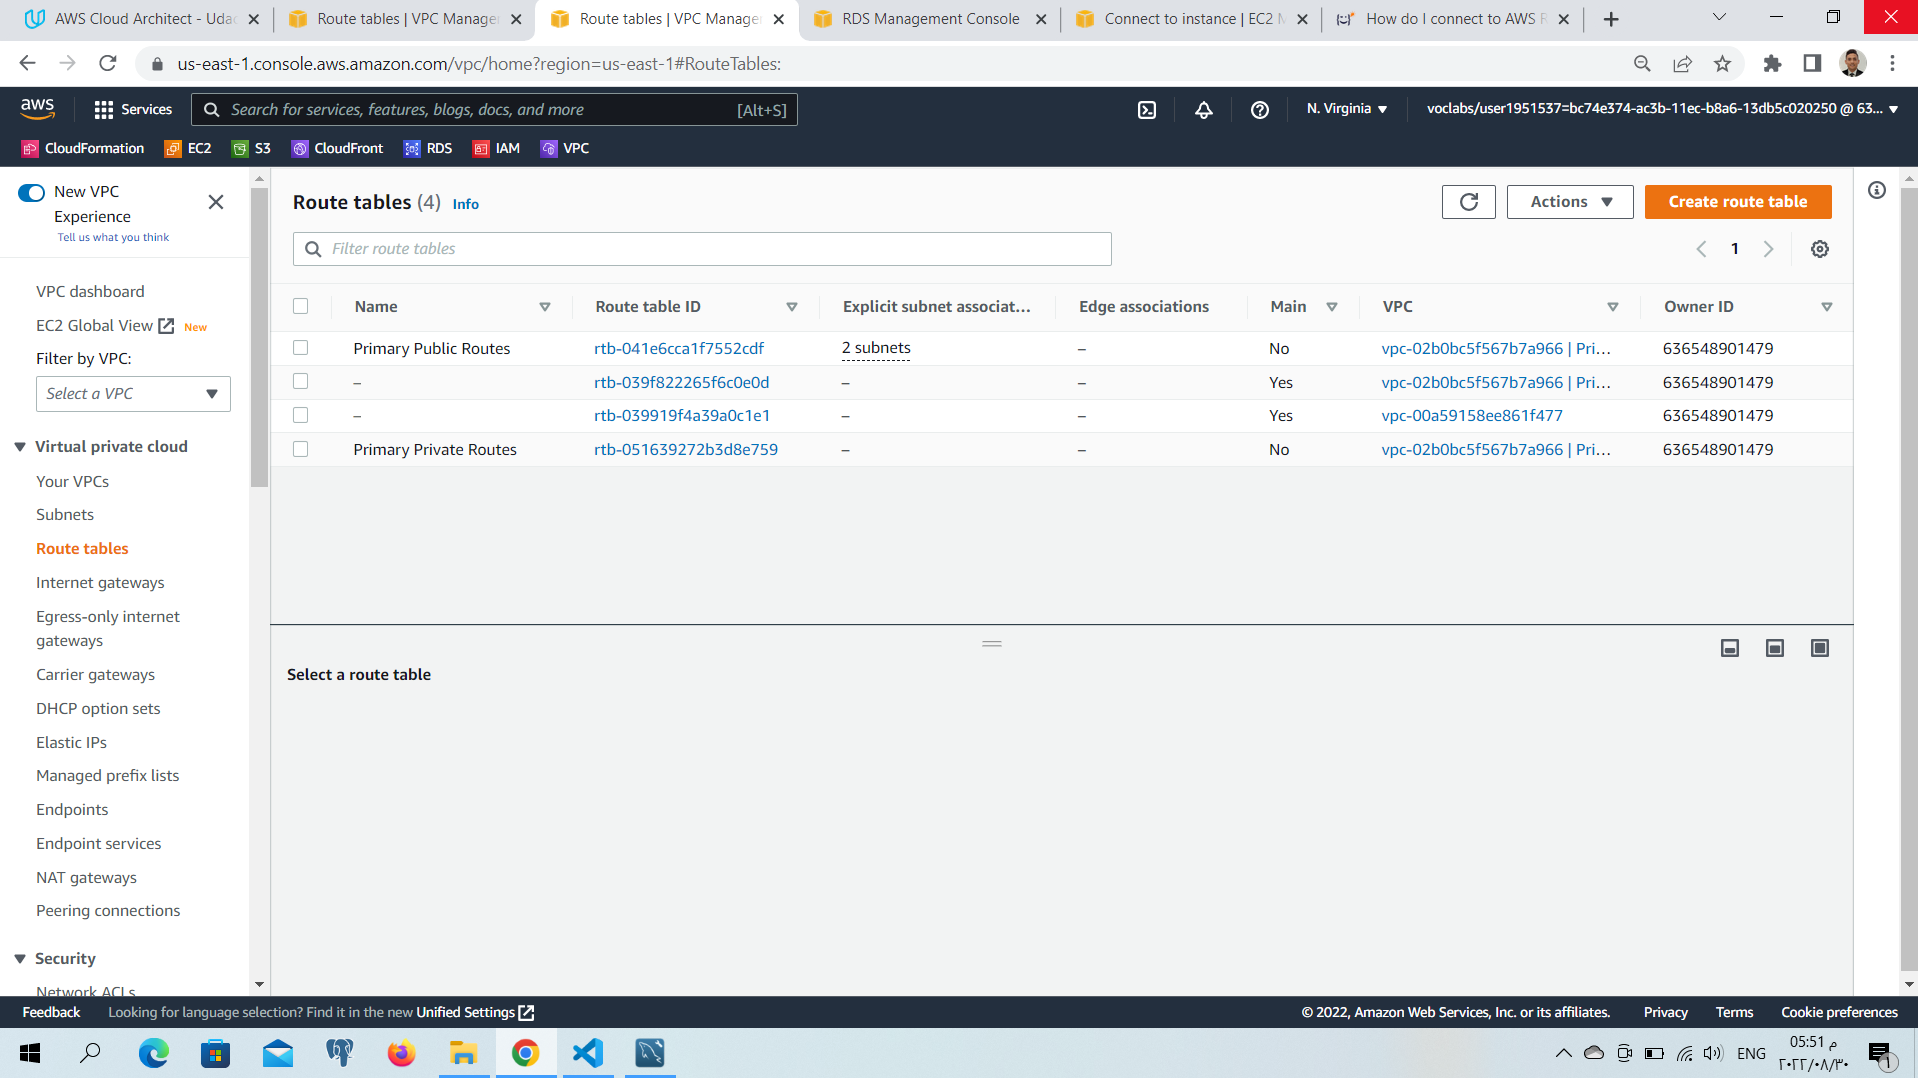 AWS Cloud Architect - Udac
Route tables | VPC Manager
Route tables | VPC Manager
RDS Management Console
Connect to instance | EC2 M
How do I connect to AWS R
us-east-1.console.aws.amazon.com/vpc/home?region=us-east-1#RouteTables:
aws
Services
Search for services, features, blogs, docs, and more
[Alt+S]
N. Virginia
voclabs/user1951537=bc74e374-ac3b-11ec-b8a6-13db5c020250 @ 63...
CloudFormation
EC2
S3
CloudFront
RDS
IAM
VPC
New VPC
Experience
Tell us what you think
VPC dashboard
EC2 Global View New
Filter by VPC:
Select a VPC
Virtual private cloud
Your VPCs
Subnets
Route tables
Internet gateways
Egress-only internet
gateways
Carrier gateways
DHCP option sets
Elastic IPs
Managed prefix lists
Endpoints
Endpoint services
NAT gateways
Peering connections
Security
Network ACLs
Route tables (4) Info
Actions
Create route table
Filter route tables
1
Name Route table ID Explicit subnet associat... Edge associations Main VPC Owner ID
Primary Public Routes rtb-041e6cca1f7552cdf 2 subnets – No vpc-02b0bc5f567b7a966 | Pri... 636548901479
– rtb-039f822265f6c0e0d – – Yes vpc-02b0bc5f567b7a966 | Pri... 636548901479
– rtb-039919f4a39a0c1e1 – – Yes vpc-00a59158ee861f477 636548901479
Primary Private Routes rtb-051639272b3d8e759 – – No vpc-02b0bc5f567b7a966 | Pri... 636548901479
Select a route table
Feedback
Looking for language selection? Find it in the new Unified Settings
© 2022, Amazon Web Services, Inc. or its affiliates.
Privacy
Terms
Cookie preferences
ENG
05:51 م
٢٠٢٢/٠٨/٣٠
١